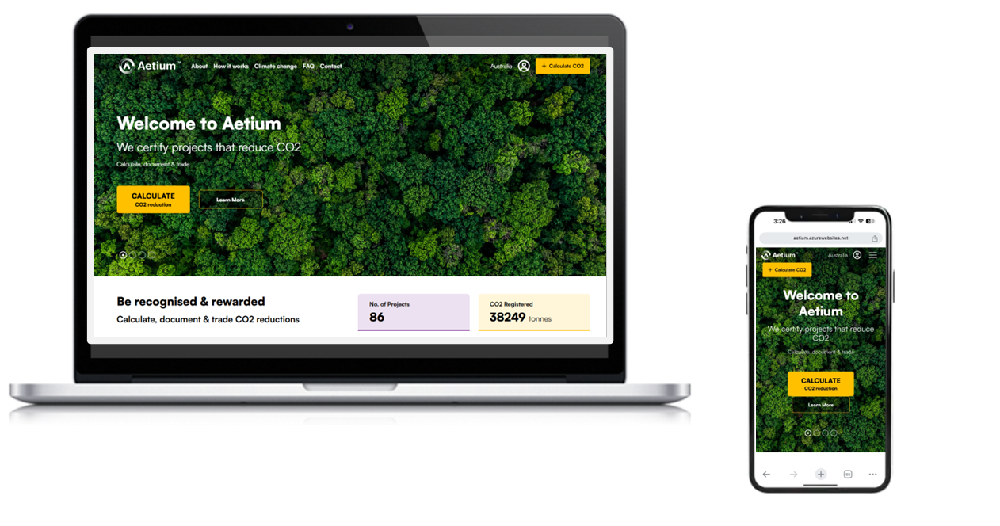 Aetium™ About How it works Climate change FAQ Contact Australia + Calculate CO2
Welcome to Aetium
We certify projects that reduce CO2
Calculate, document & trade
CALCULATE
CO2 reduction
Learn More
Be recognised & rewarded
Calculate, document & trade CO2 reductions
No. of Projects
86
CO2 Registered
38249 tonnes
3:26
aetium.azurewebsites.net
Aetium™ Australia
+ Calculate CO2
Welcome to
Aetium
We certify projects that reduce
CO2
Calculate, document & trade
CALCULATE
CO2 reduction
Learn More